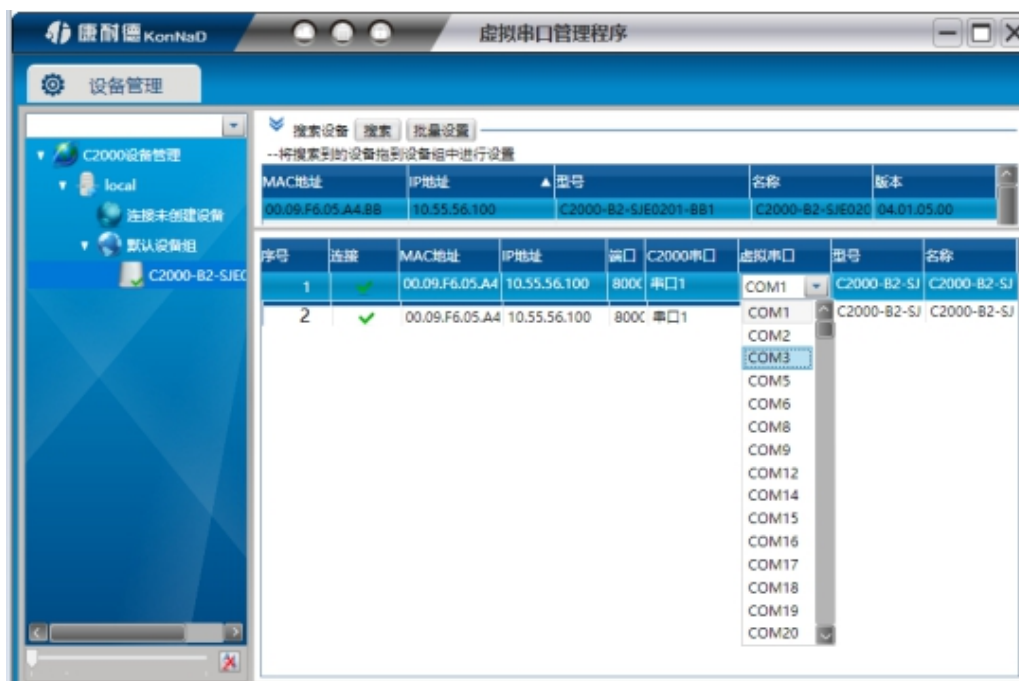 康耐德 KonNaD
虚拟串口管理程序
设备管理
C2000设备管理
local
连接未创建设备
默认设备组
C2000-B2-SJE0
搜索设备 搜索 批量设置
--将搜索到的设备拖到设备组中进行设置
MAC地址 IP地址 型号 名称 版本
00.09.F6.05.A4.BB 10.55.56.100 C2000-B2-SJE0201-BB1 C2000-B2-SJE020 04.01.05.00
序号 连接 MAC地址 IP地址 端口 C2000串口 虚拟串口 型号 名称
1 00.09.F6.05.A4 10.55.56.100 800 串口1 COM1 C2000-B2-SJ C2000-B2-SJ
2 00.09.F6.05.A4 10.55.56.100 800 串口1 COM1 C2000-B2-SJ C2000-B2-SJ
COM2
COM3
COM5
COM6
COM8
COM9
COM12
COM14
COM15
COM16
COM17
COM18
COM19
COM20